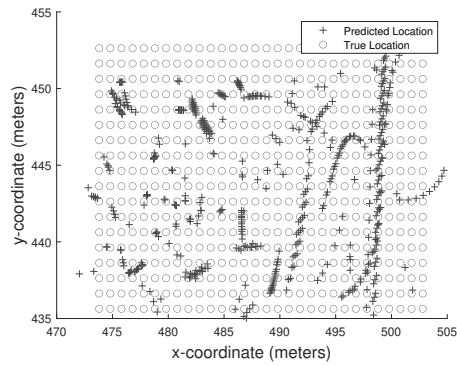 455
450
445
440
435
y-coordinate (meters)
Predicted Location
True Location
470 475 480 485 490 495 500 505
x-coordinate (meters)